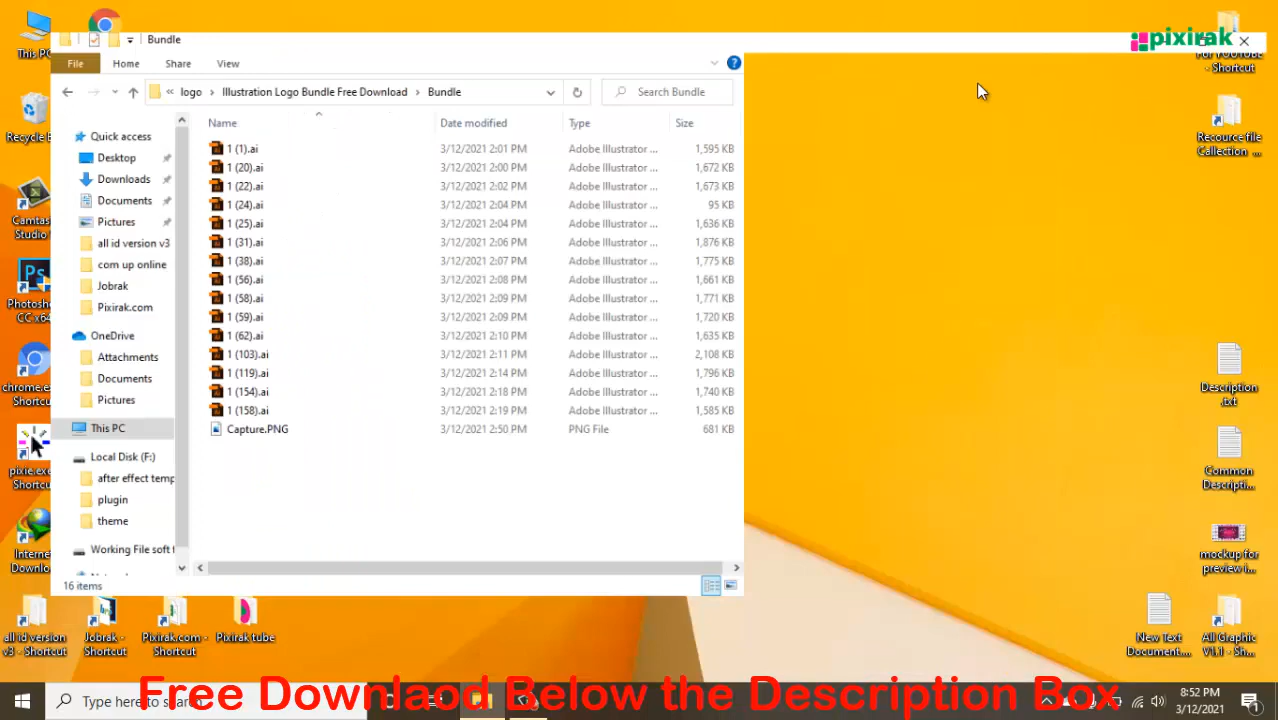 This PC
Bundle
pixirak
File Home Share View
« logo > Illustration Logo Bundle Free Download > Bundle
Search Bundle
Shortcut
Recycle
Recource file
Collection ...
Name Date modified Type Size
Quick access
Desktop
Downloads
Documents
Pictures
all id version v3
com up online
Jobrak
Pixirak.com
OneDrive
Attachments
Documents
Pictures
This PC
Local Disk (F:)
after effect temp
plugin
theme
Working File soft
1 (1).ai 3/12/2021 2:01 PM Adobe Illustrator ... 1,595 KB
1 (20).ai 3/12/2021 2:00 PM Adobe Illustrator ... 1,672 KB
1 (22).ai 3/12/2021 2:02 PM Adobe Illustrator ... 1,673 KB
1 (24).ai 3/12/2021 2:04 PM Adobe Illustrator ... 95 KB
1 (25).ai 3/12/2021 2:04 PM Adobe Illustrator ... 1,636 KB
1 (31).ai 3/12/2021 2:06 PM Adobe Illustrator ... 1,876 KB
1 (38).ai 3/12/2021 2:07 PM Adobe Illustrator ... 1,775 KB
1 (56).ai 3/12/2021 2:08 PM Adobe Illustrator ... 1,661 KB
1 (58).ai 3/12/2021 2:09 PM Adobe Illustrator ... 1,771 KB
1 (59).ai 3/12/2021 2:09 PM Adobe Illustrator ... 1,720 KB
1 (62).ai 3/12/2021 2:10 PM Adobe Illustrator ... 1,635 KB
1 (103).ai 3/12/2021 2:11 PM Adobe Illustrator ... 2,108 KB
1 (119).ai 3/12/2021 2:14 PM Adobe Illustrator ... 1,796 KB
1 (154).ai 3/12/2021 2:18 PM Adobe Illustrator ... 1,740 KB
1 (158).ai 3/12/2021 2:19 PM Adobe Illustrator ... 1,585 KB
Capture.PNG 3/12/2021 2:50 PM PNG File 681 KB
16 items
Camtas
Studio
Photosh
CC x64
chrome.ex
Shortcu
pixie.exe
Shortcu
Internet
Downlo
Description
.txt
Common
Descripti...
mockup for
preview i...
all id version
v3 - Shortcut
Jobrak -
Shortcut
Pixirak.com -
Shortcut
Pixirak tube
New Text
Document....
All Graphic
V1.1 - Sh...
Type here to
Free Downlaod Below the Description Box
8:52 PM
3/12/2021